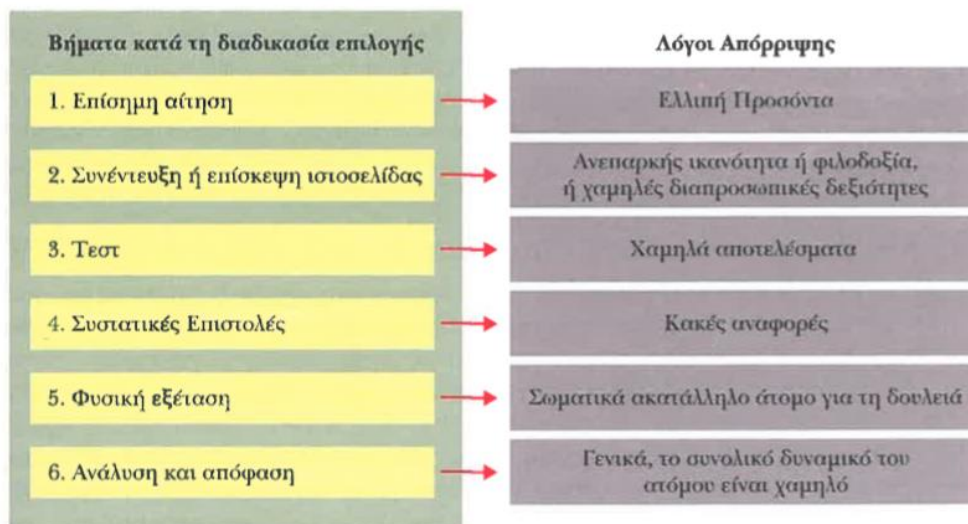 Βήματα κατά τη διαδικασία επιλογής
Λόγοι Απόρριψης
1. Επίσημη αίτηση
Ελλιπή Προσόντα
2. Συνέντευξη ή επίσκεψη ιστοσελίδας
Ανεπαρκής ικανότητα ή φιλοδοξία,
ή χαμηλές διαπροσωπικές δεξιότητες
3. Τεστ
Χαμηλά αποτελέσματα
4. Συστατικές Επιστολές
Κακές αναφορές
5. Φυσική εξέταση
Σωματικά ακατάλληλο άτομο για τη δουλειά
6. Ανάλυση και απόφαση
Γενικά, το συνολικό δυναμικό του
ατόμου είναι χαμηλό